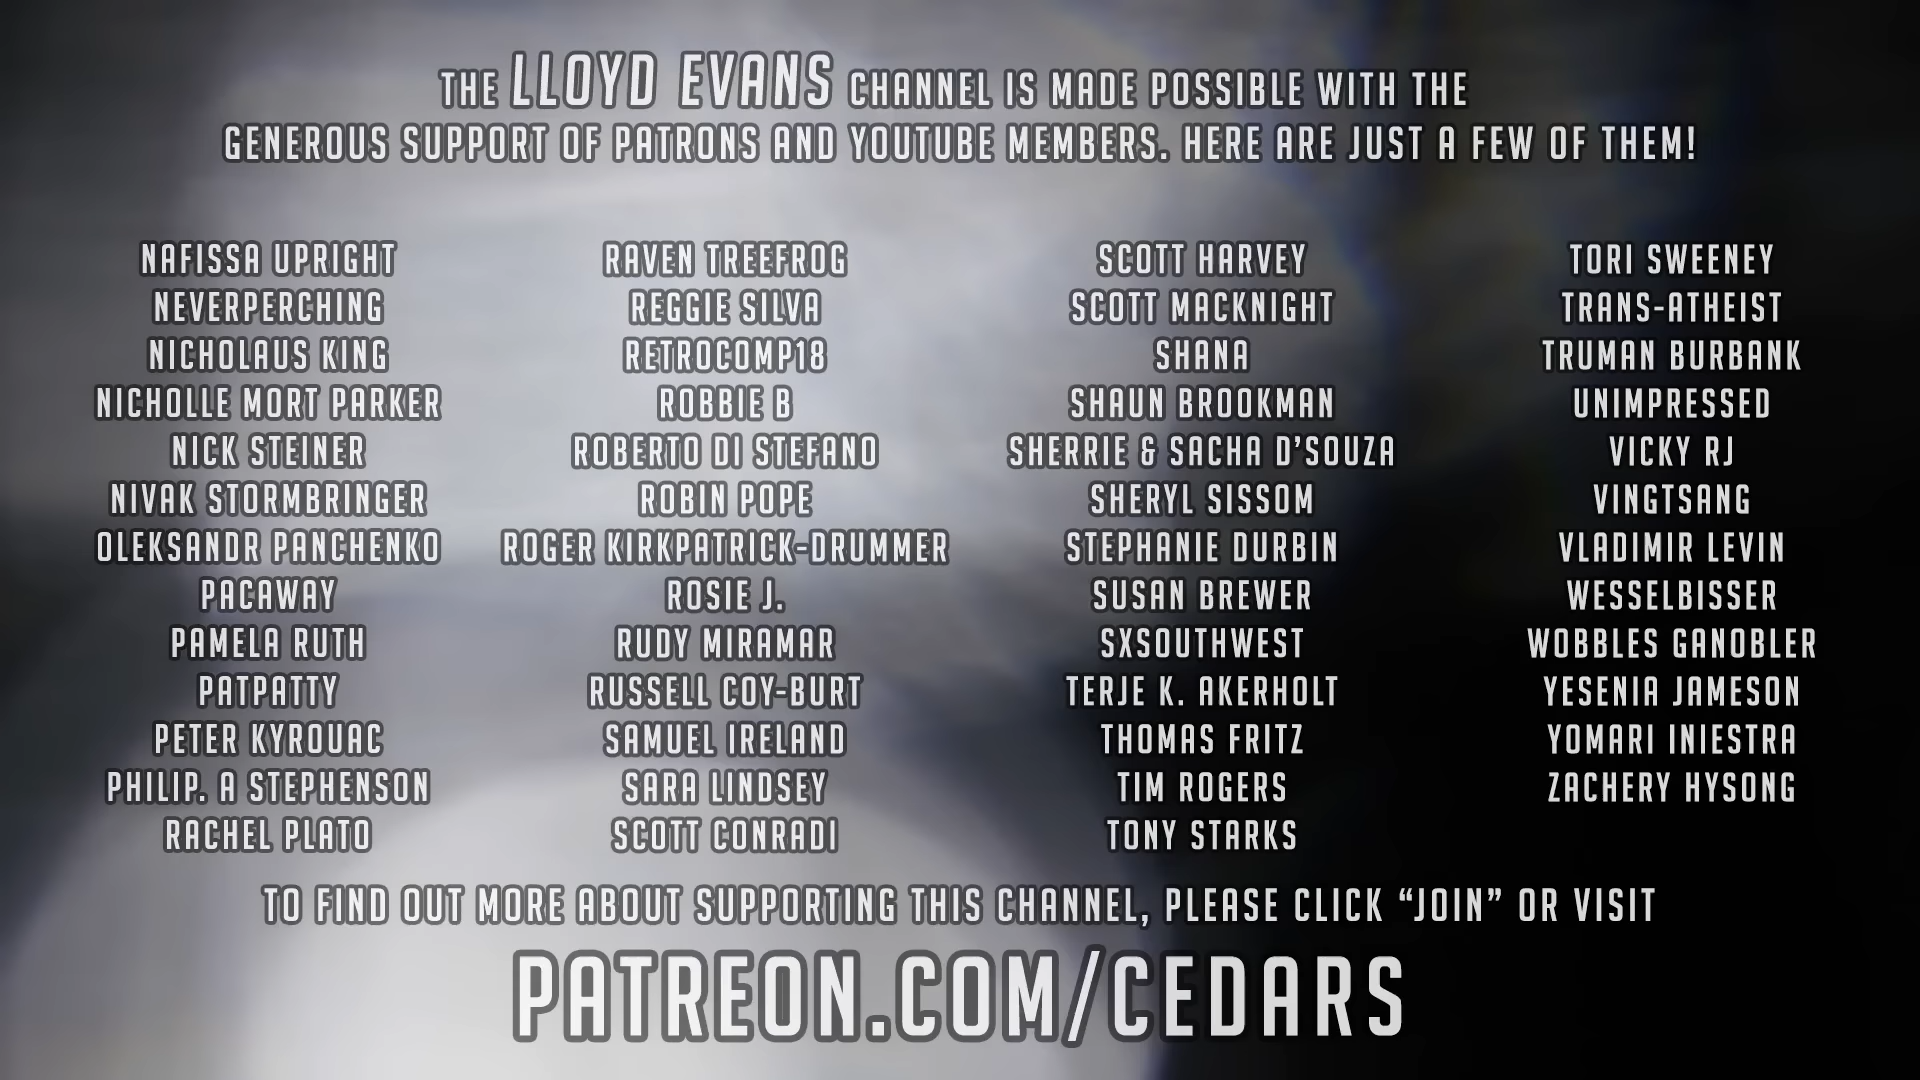 THE LLOYD EVANS CHANNEL IS MADE POSSIBLE WITH THE
GENEROUS SUPPORT OF PATRONS AND YOUTUBE MEMBERS. HERE ARE JUST A FEW OF THEM!
NAFISSA UPRIGHT
NEVERPERCHING
NICHOLAUS KING
NICHOLLE MORT PARKER
NICK STEINER
NIVAK STORMBRINGER
OLEKSANDR PANCHENKO
PACAWAY
PAMELA RUTH
PATPATTY
PETER KYROUAC
PHILIP. A STEPHENSON
RACHEL PLATO
RAVEN TREEFROG
REGGIE SILVA
RETROCOMP18
ROBBIE B
ROBERTO DI STEFANO
ROBIN POPE
ROGER KIRKPATRICK-DRUMMER
ROSIE J.
RUDY MIRAMAR
RUSSELL COY-BURT
SAMUEL IRELAND
SARA LINDSEY
SCOTT CONRADI
SCOTT HARVEY
SCOTT MACKNIGHT
SHANA
SHAUN BROOKMAN
SHERRIE & SACHA D’SOUZA
SHERYL SISSOM
STEPHANIE DURBIN
SUSAN BREWER
SXSOUTHWEST
TERJE K. AKERHOLT
THOMAS FRITZ
TIM ROGERS
TONY STARKS
TORI SWEENEY
TRANS-ATHEIST
TRUMAN BURBANK
UNIMPRESSED
VICKY RJ
VINGTSANG
VLADIMIR LEVIN
WESSELBISSER
WOBBLES GANOBLER
YESENIA JAMESON
YOMARI INIESTRA
ZACHERY HYSONG
TO FIND OUT MORE ABOUT SUPPORTING THIS CHANNEL, PLEASE CLICK “JOIN” OR VISIT
PATREON.COM/CEDARS